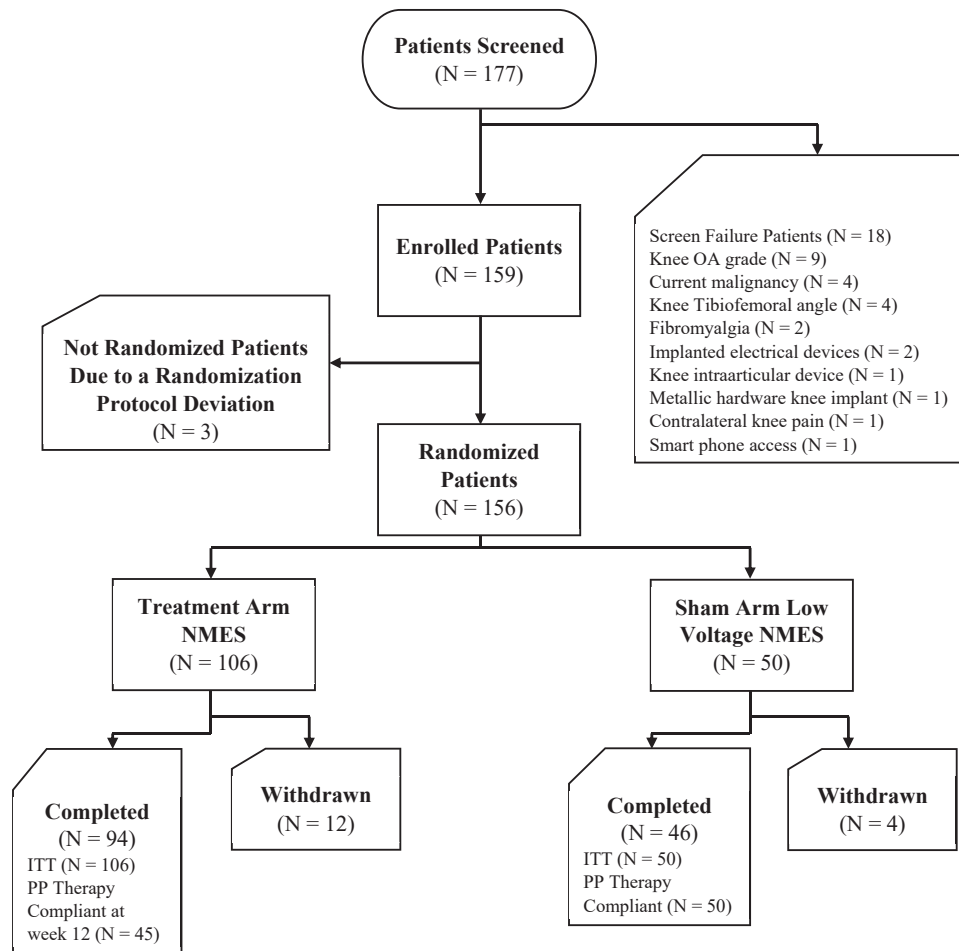 Patients Screened
(N = 177)
Screen Failure Patients (N = 18)
Knee OA grade (N = 9)
Current malignancy (N = 4)
Knee Tibiofemoral angle (N = 4)
Fibromyalgia (N = 2)
Implanted electrical devices (N = 2)
Knee intraarticular device (N = 1)
Metallic hardware knee implant (N = 1)
Contralateral knee pain (N = 1)
Smart phone access (N = 1)
Enrolled Patients
(N = 159)
Not Randomized Patients
Due to a Randomization
Protocol Deviation
(N = 3)
Randomized
Patients
(N = 156)
Treatment Arm
NMES
(N = 106)
Sham Arm Low
Voltage NMES
(N = 50)
Completed
(N = 94)
ITT (N = 106)
PP Therapy
Compliant at
week 12 (N = 45)
Withdrawn
(N = 12)
Completed
(N = 46)
ITT (N = 50)
PP Therapy
Compliant (N = 50)
Withdrawn
(N = 4)